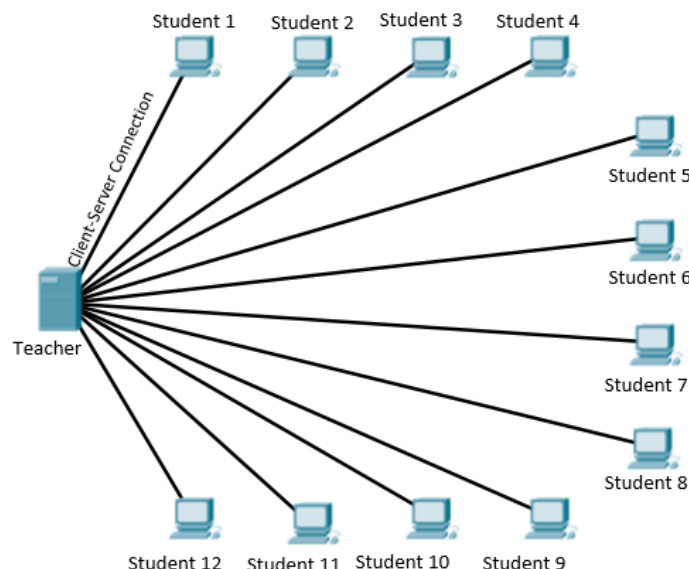 Student 1
Student 2
Student 3
Student 4
Client-Server Connection
Student 5
Student 6
Teacher
Student 7
Student 8
Student 12
Student 11
Student 10
Student 9